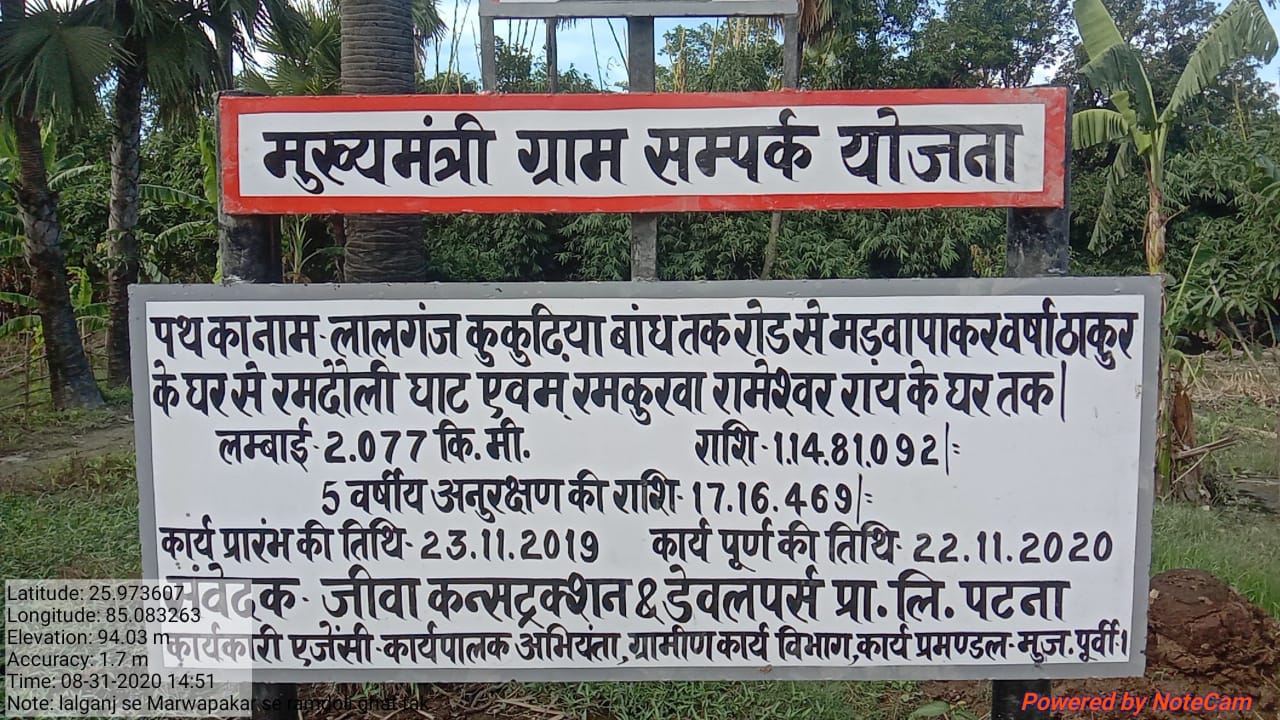 मुख्यमंत्री ग्राम सम्पर्क योजना
पथ का नाम- लालगंज कुकुढ़िया बांध तक रोड से मड़वापाकर वर्षा ठाकुर
के घर से रमदौली घाट एवम् रमकुरवा रामेश्वर राय के घर तक|
लम्बाई- 2.077 कि.मी. राशि-1.14.81.092/=
5 वर्षीय अनुरक्षण की राशि- 17.16.469/=
कार्य प्रारंभ की तिथि- 23.11.2019 कार्य पूर्ण की तिथि- 22.11.2020
संवेदक- जीवा कन्सट्रक्शन & डेवलपर्स प्रा. लि. पटना
कार्यकारी एजेंसी-कार्यपालक अभियंता,ग्रामीण कार्य विभाग,कार्य प्रमण्डल-मुज.पूर्वी-1
Latitude: 25.973607
Longitude: 85.083263
Elevation: 94.03 m
Accuracy: 1.7 m
Time: 08-31-2020 14:51
Note: lalganj se Marwapakar se ramdoli ghat tak
Powered by NoteCam